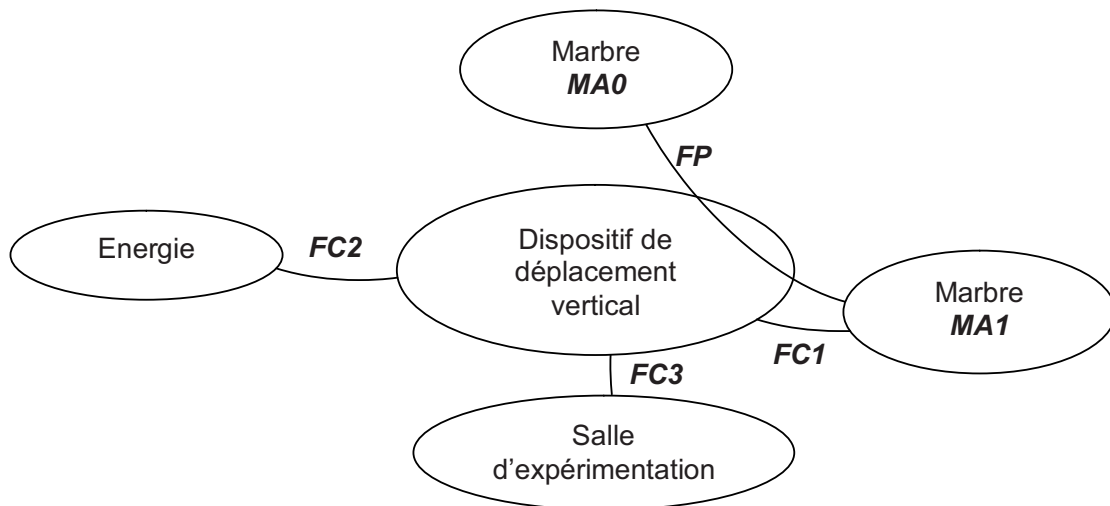 Marbre
MA0
FP
Energie
FC2
Dispositif de
déplacement
vertical
Marbre
MA1
FC1
FC3
Salle
d'expérimentation